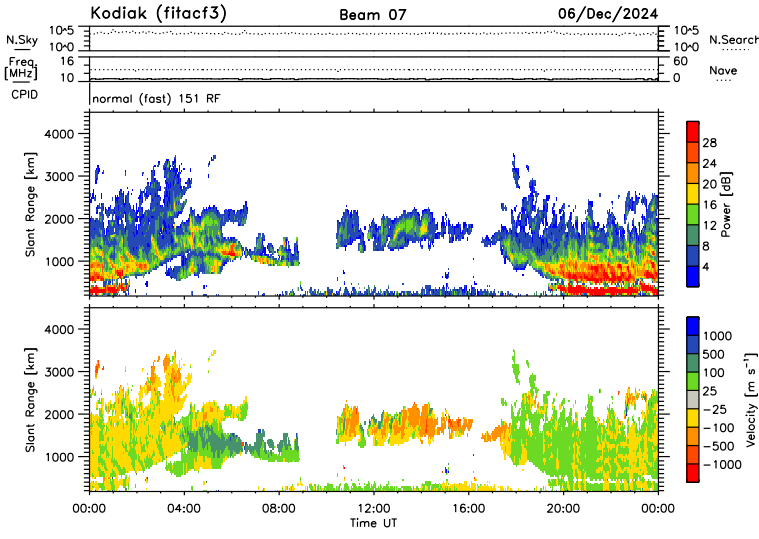 Kodiak (fitacf3)
Beam 07
06/Dec/2024
N.Sky
10^5
10^0
10^5
10^0
N.Search
Freq.
[MHz]
16
10
60
0
Nave
CPID
normal (fast) 151 RF
Slant Range [km]
4000
3000
2000
1000
28
24
20
16
12
8
4
Power [dB]
Slant Range [km]
4000
3000
2000
1000
1000
500
100
25
-25
-100
-500
-1000
Velocity [m s^-1]
00:00 04:00 08:00 12:00 16:00 20:00 00:00
Time UT